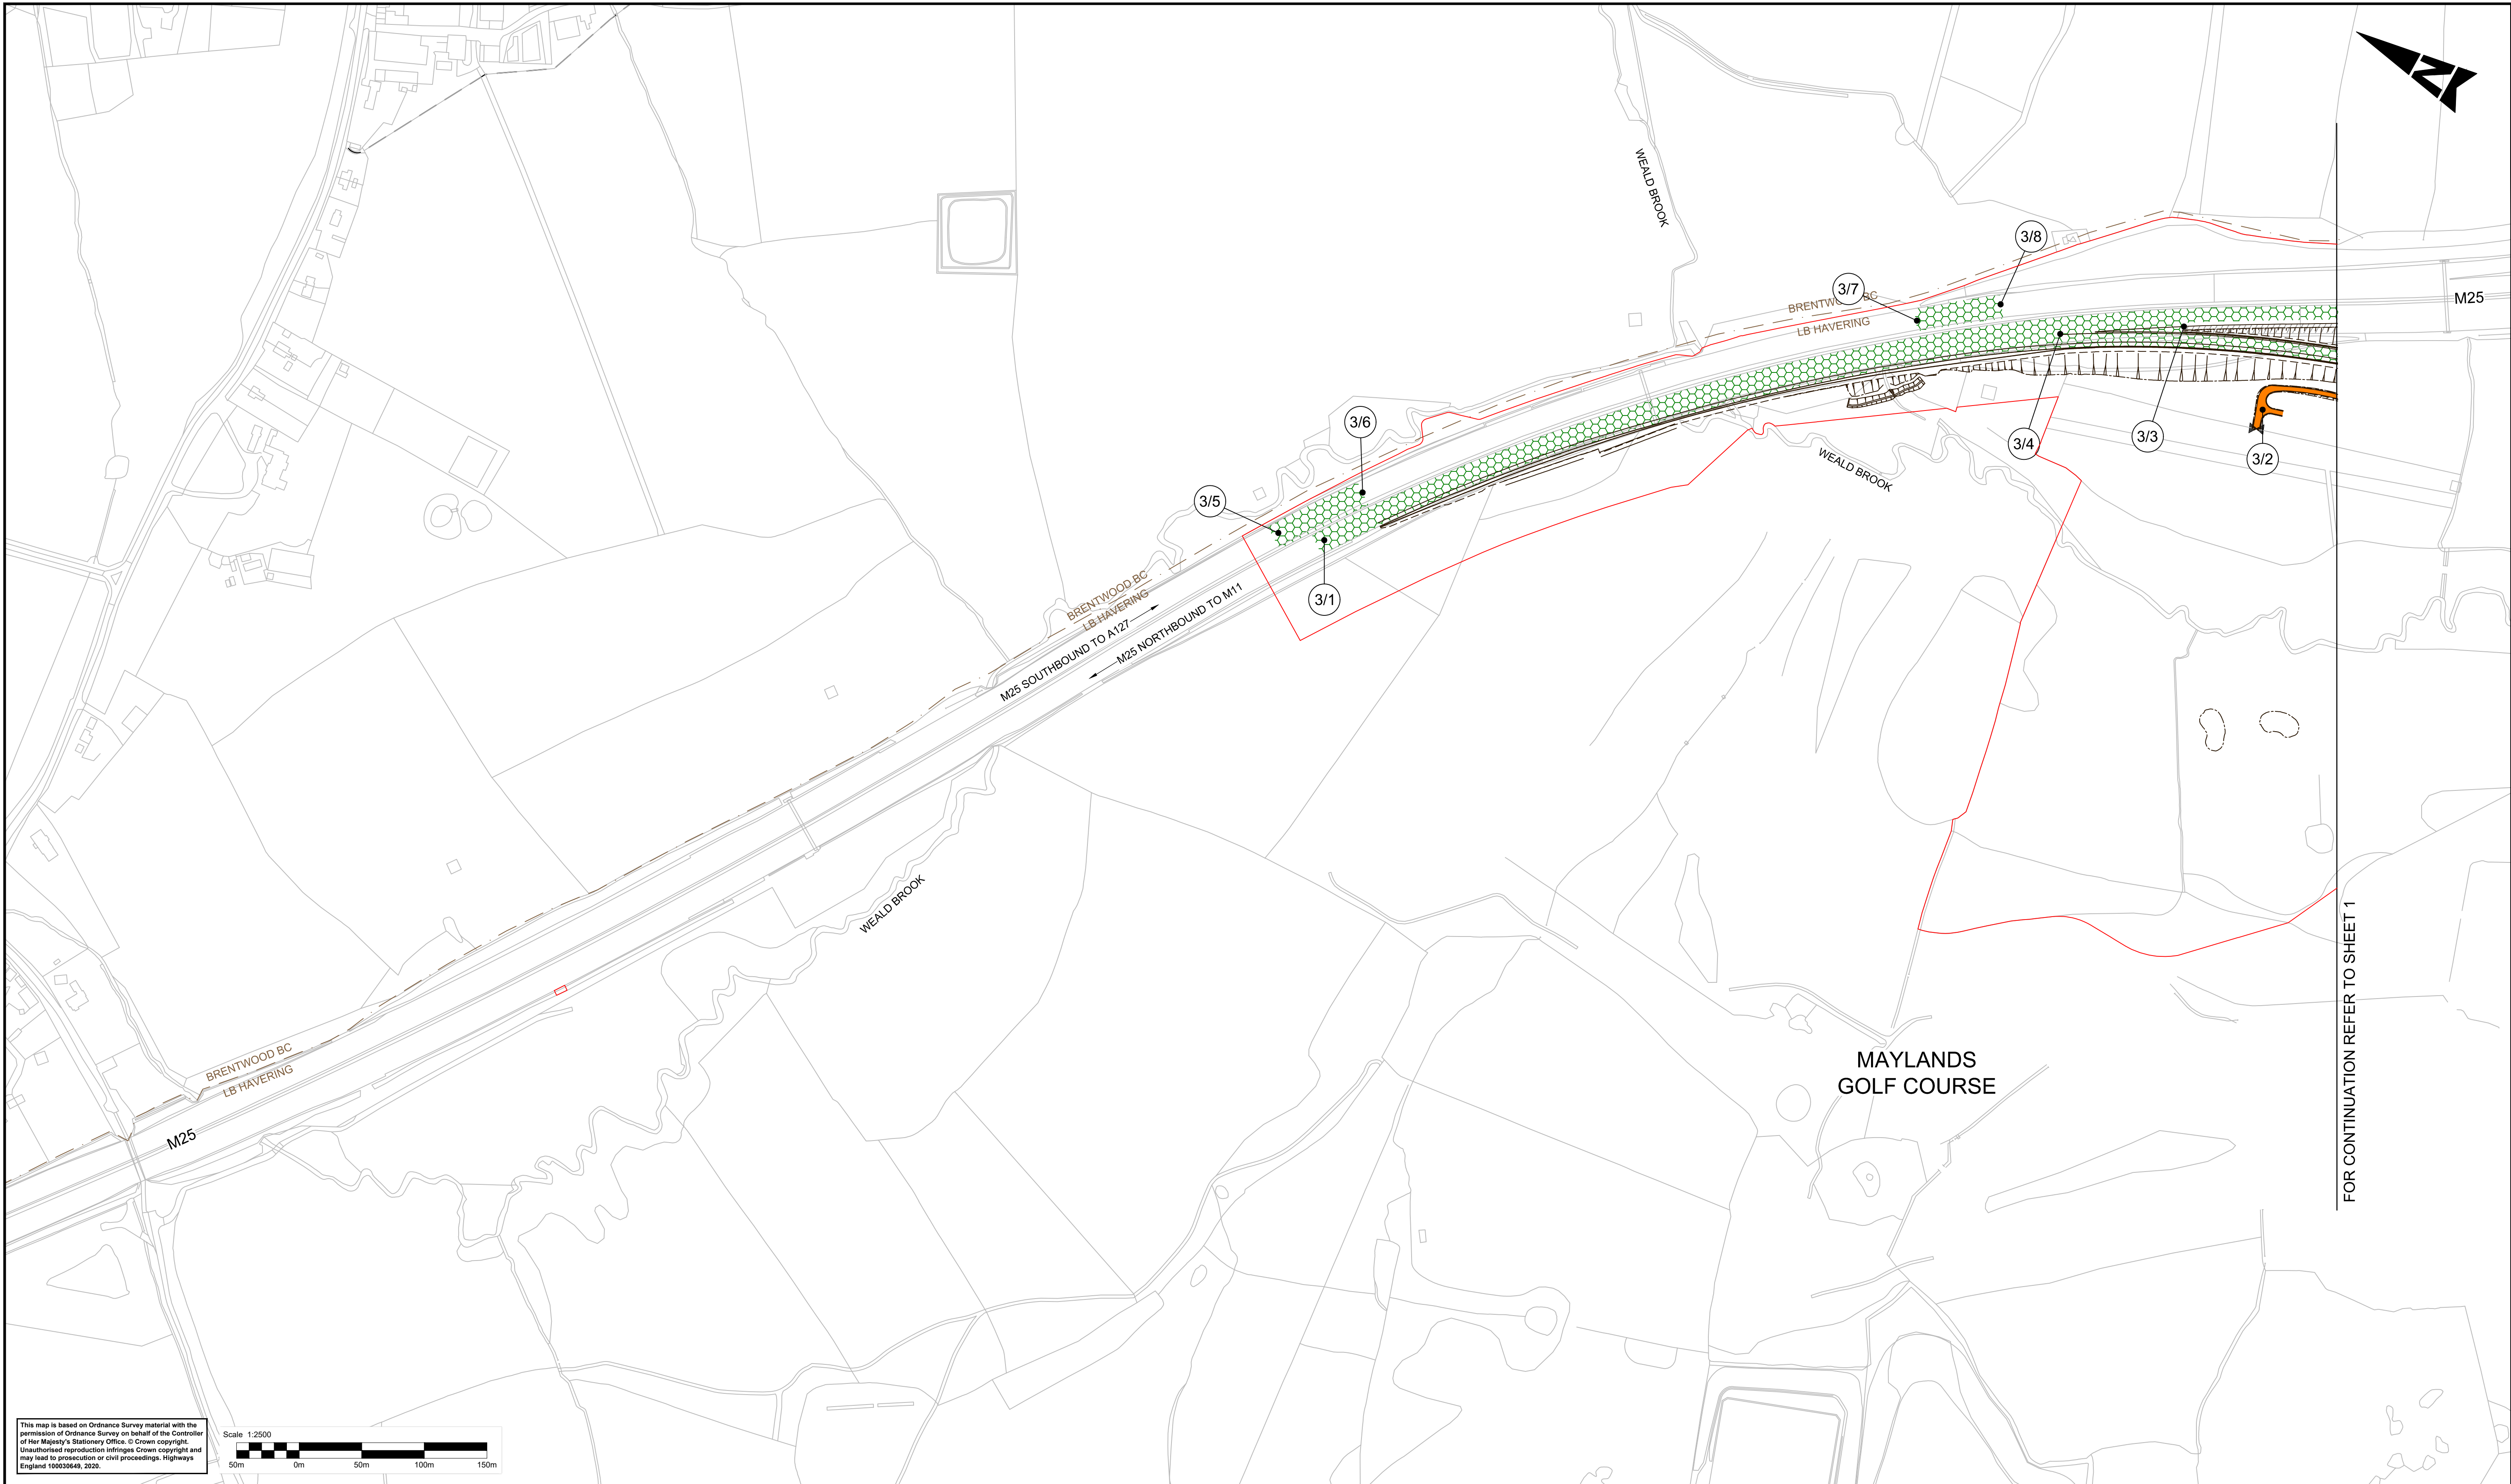 N
WEALD BROOK
3/8
3/7
BRENTWOOD BC
LB HAVERING
M25
3/6
3/5
3/4
3/3
3/2
WEALD BROOK
3/1
BRENTWOOD BC
LB HAVERING
M25 SOUTHBOUND TO A127
M25 NORTHBOUND TO M11
WEALD BROOK
BRENTWOOD BC
LB HAVERING
M25
MAYLANDS
GOLF COURSE
FOR CONTINUATION REFER TO SHEET 1
This map is based on Ordnance Survey material with the
permission of Ordnance Survey on behalf of the Controller
of Her Majesty's Stationery Office. © Crown copyright.
Unauthorised reproduction infringes Crown copyright and
may lead to prosecution or civil proceedings. Highways
England 100030649, 2020.
Scale 1:2500
50m 0m 50m 100m 150m